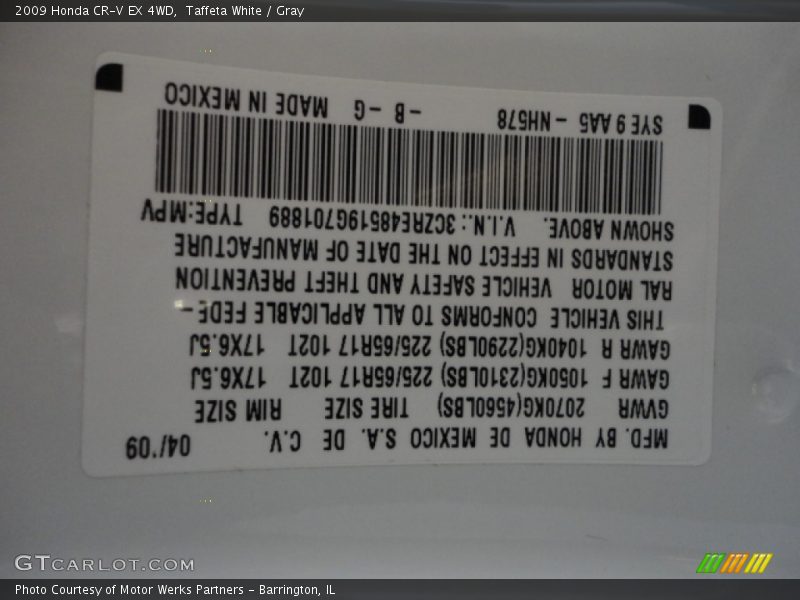 2009 Honda CR-V EX 4WD,  Taffeta White / Gray
MFD. BY HONDA DE MEXICO S.A. DE C.V. 04/'09
GVWR 2070KG(4560LBS) TIRE SIZE RIM SIZE
GAWR F 1050KG(2310LBS) 225/65R17 102T 17X6.5J
GAWR R 1040KG(2290LBS) 225/65R17 102T 17X6.5J
THIS VEHICLE CONFORMS TO ALL APPLICABLE FEDE-
RAL MOTOR VEHICLE SAFETY AND THEFT PREVENTION
STANDARDS IN EFFECT ON THE DATE OF MANUFACTURE
SHOWN ABOVE. V.I.N.: 3CZRE48519G701889 TYPE:MPV
SYE 9 AA5 - NH578 - B - G MADE IN MEXICO
GTCARLOT.COM
Photo Courtesy of Motor Werks Partners - Barrington, IL